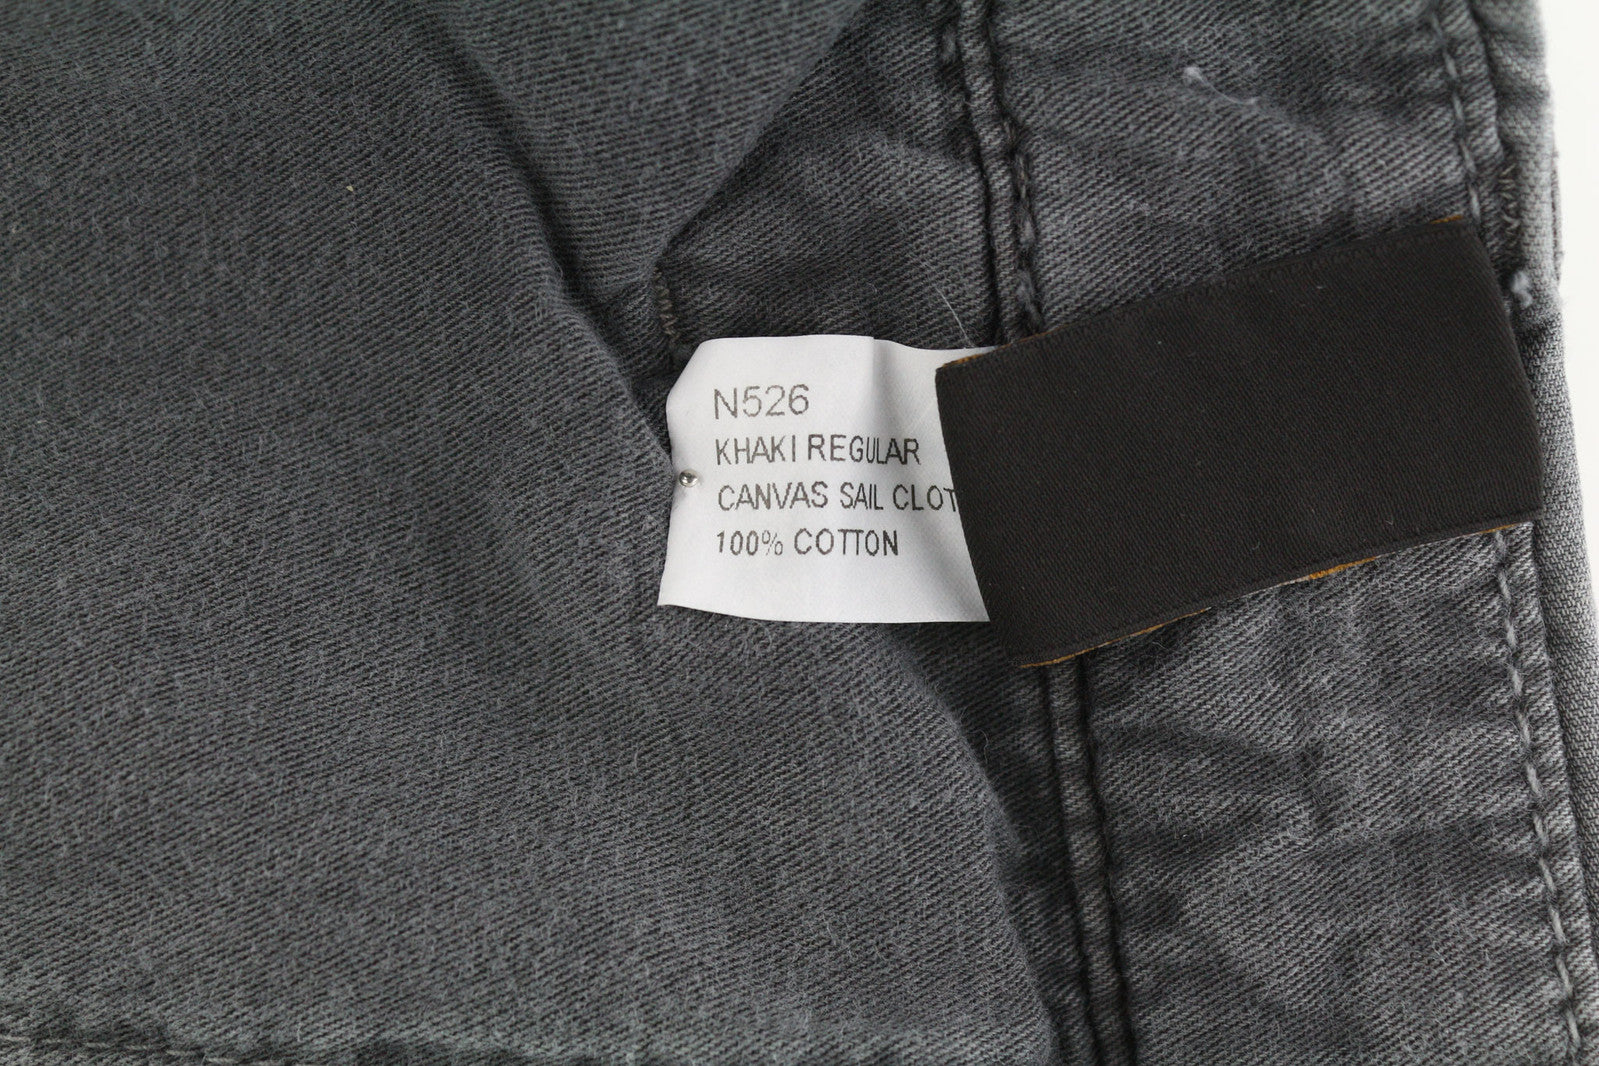 N526
KHAKI REGULAR
CANVAS SAIL CLOT
100% COTTON